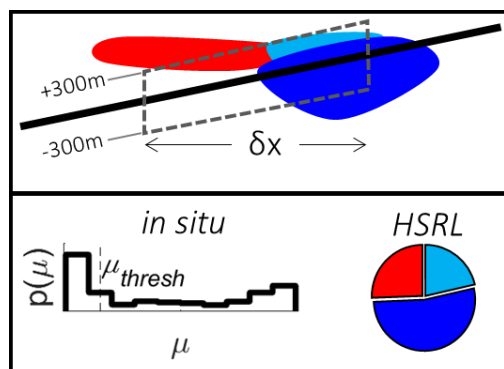 +300m
-300m
δx
in situ
HSRL
p(μ)
μthresh
μ